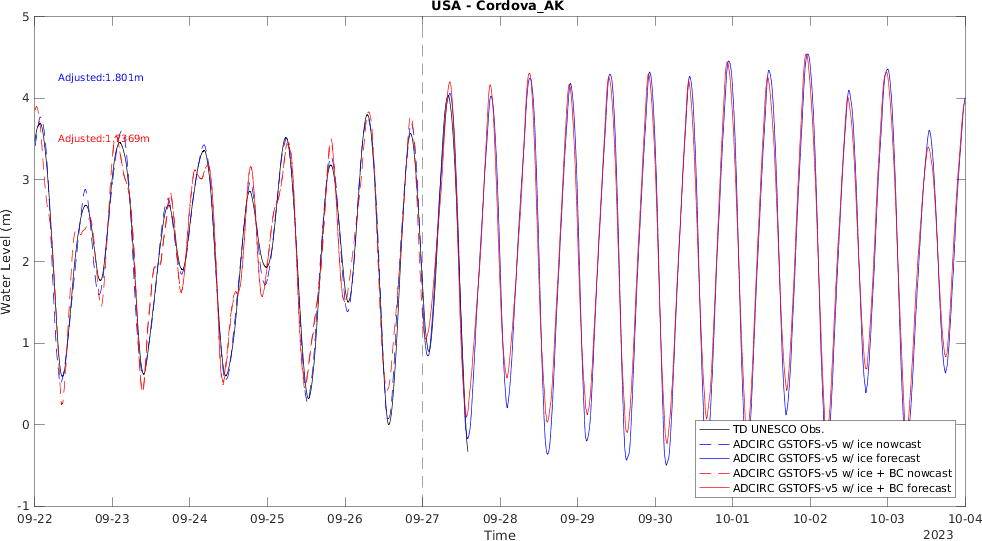 USA - Cordova_AK
5
4
3
2
1
0
-1
Water Level (m)
Adjusted:1.801m
Adjusted:1.7369m
TD UNESCO Obs.
ADCIRC GSTOFS-v5 w/ ice nowcast
ADCIRC GSTOFS-v5 w/ ice forecast
ADCIRC GSTOFS-v5 w/ ice + BC nowcast
ADCIRC GSTOFS-v5 w/ ice + BC forecast
09-22 09-23 09-24 09-25 09-26 09-27 09-28 09-29 09-30 10-01 10-02 10-03 10-04
Time
2023